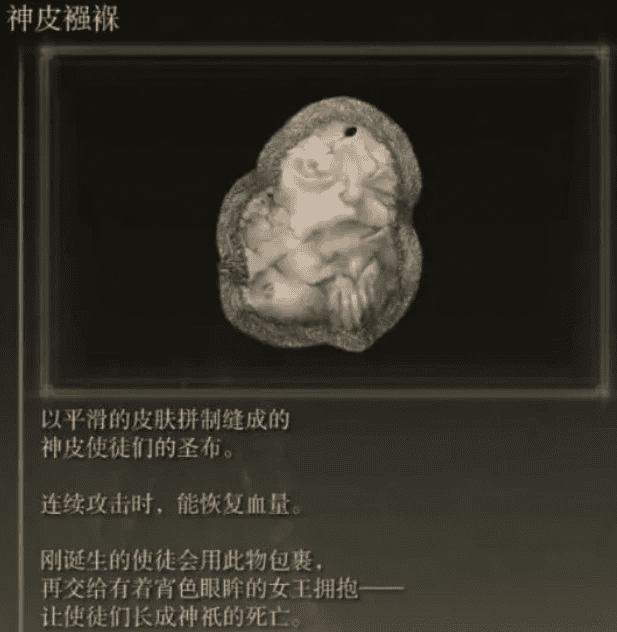 神皮襁褓
以平滑的皮肤拼制缝成的
神皮使徒们的圣布。
连续攻击时，能恢复血量。
刚诞生的使徒会用此物包裹，
再交给有着宵色眼眸的女王拥抱——
让使徒们长成神祇的死亡。